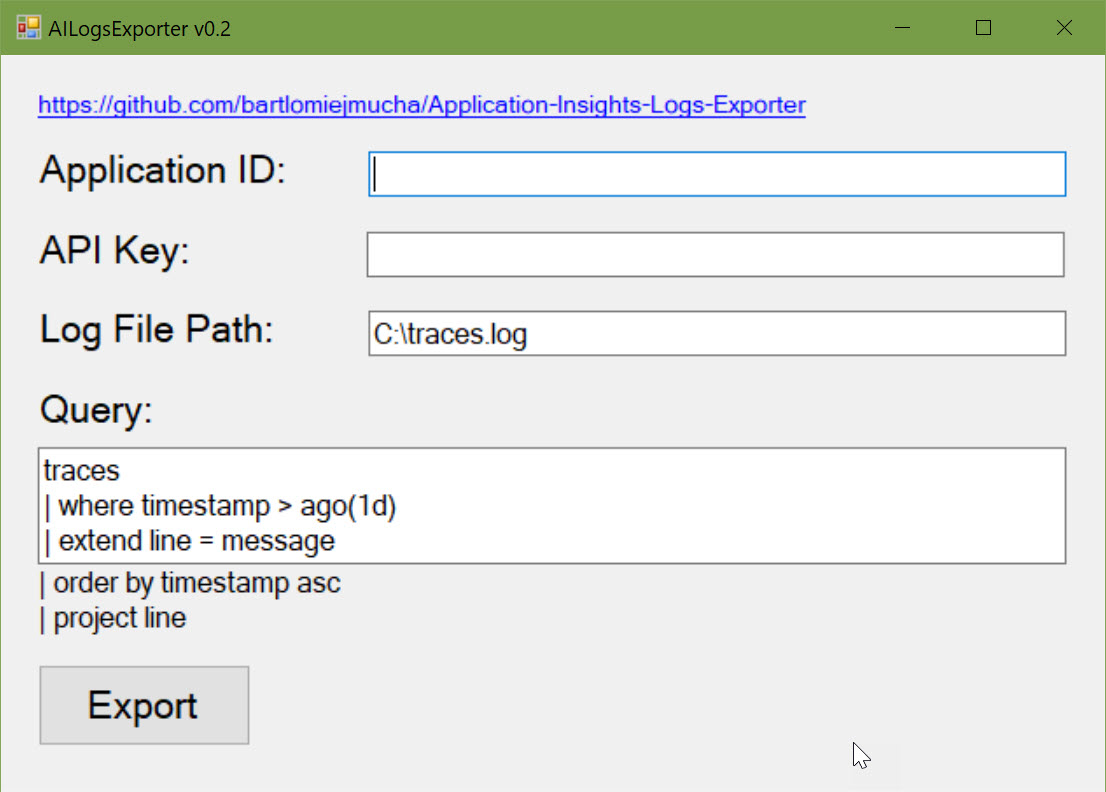 AILogsExporter v0.2
https://github.com/bartlomiejmucha/Application-Insights-Logs-Exporter
Application ID:
API Key:
Log File Path:
C:\traces.log
Query:
traces
| where timestamp > ago(1d)
| extend line = message
| order by timestamp asc
| project line
Export